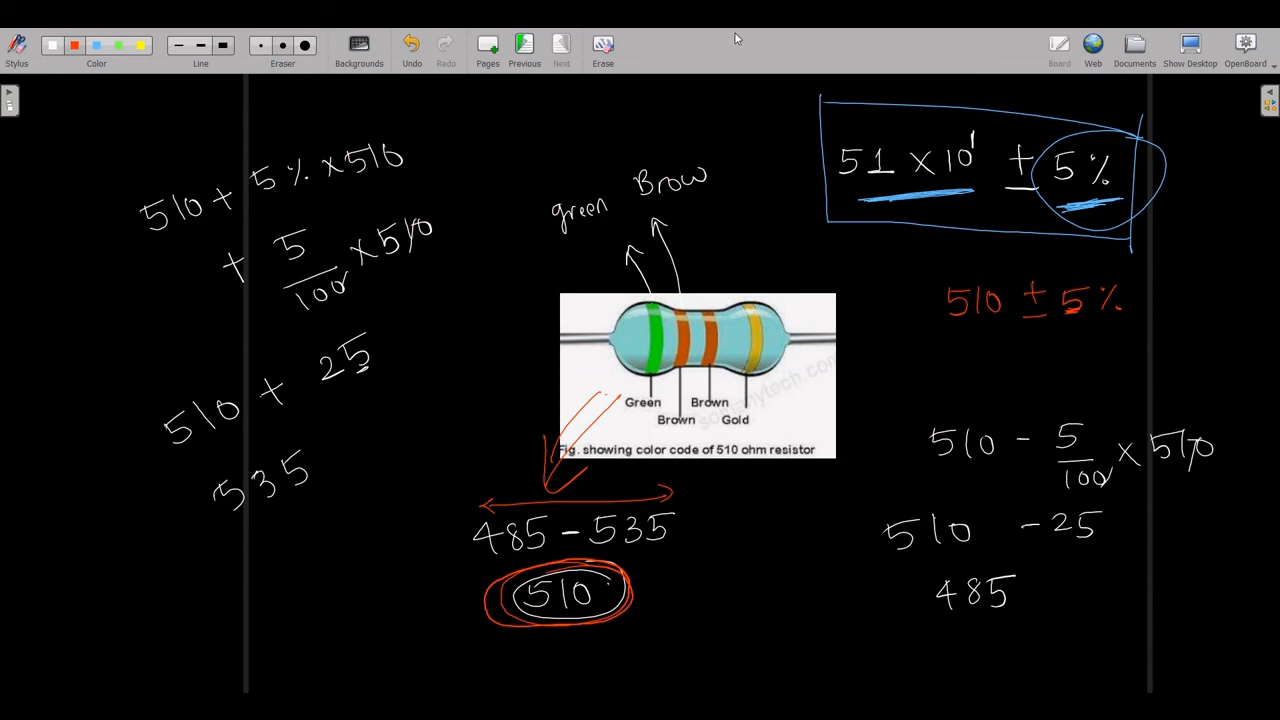 Stylus
Color
Line
Eraser
Backgrounds
Undo
Redo
Pages
Previous
Next
Erase
Board
Web
Documents
Show Desktop
OpenBoard
510 + 5 % × 510
+ 5/100 × 510
510 + 25
535
green Brow
Green
Brown
Brown
Gold
somanytech.com
Fig. showing color code of 510 ohm resistor
485 - 535
510
51 × 10¹ ± 5 %
510 ± 5 %
510 - 5/100 × 510
510 - 25
485